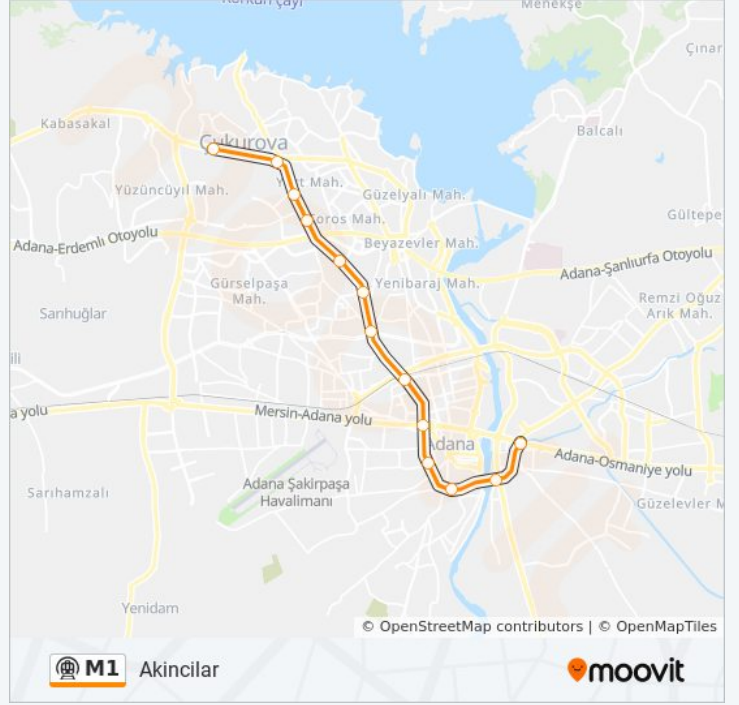 Korkun Çayı
Menekşe
Çınar
Kabasakal
Balcalı
Çukurova
Yurt Mah.
Yüzüncüyıl Mah.
Güzelyalı Mah.
Toros Mah.
Gültepe
Adana-Erdemli Otoyolu
Beyazevler Mah.
Adana-Şanlıurfa Otoyolu
Gürselpaşa
Mah.
Yenibaraj Mah.
Remzi Oğuz
Arık Mah.
Sarıhuğlar
a yolu
Mersin-Adana yolu
Adana
Adana-Osmaniye yolu
Adana Şakirpaşa
Havalimanı
Sarıhamzalı
Güzelevler M
Yenidam
© OpenStreetMap contributors | © OpenMapTiles
M1 Akincilar
moovit